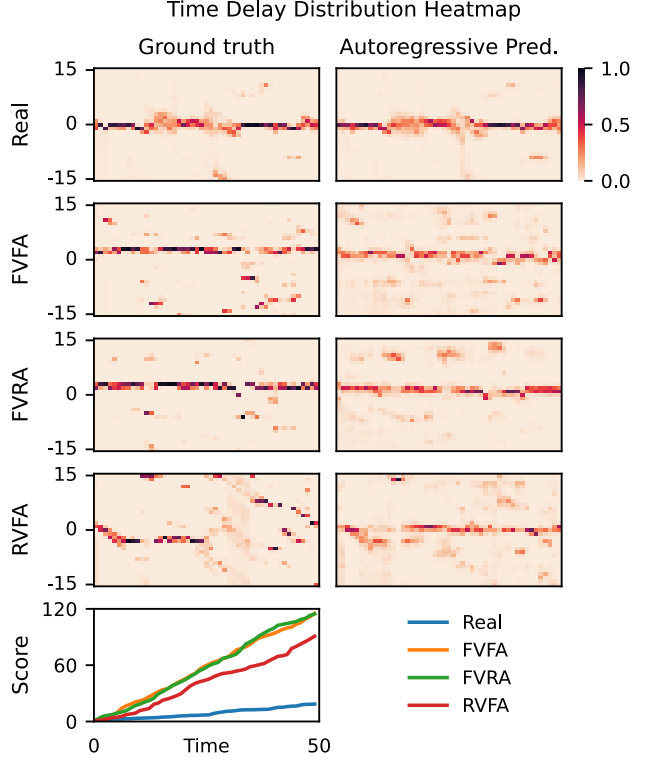 Time Delay Distribution Heatmap
Ground truth
Autoregressive Pred.
Real
15
0
-15
1.0
0.5
0.0
FVFA
15
0
-15
FVRA
15
0
-15
RVFA
15
0
-15
Score
120
60
0
0
Time
50
Real
FVFA
FVRA
RVFA